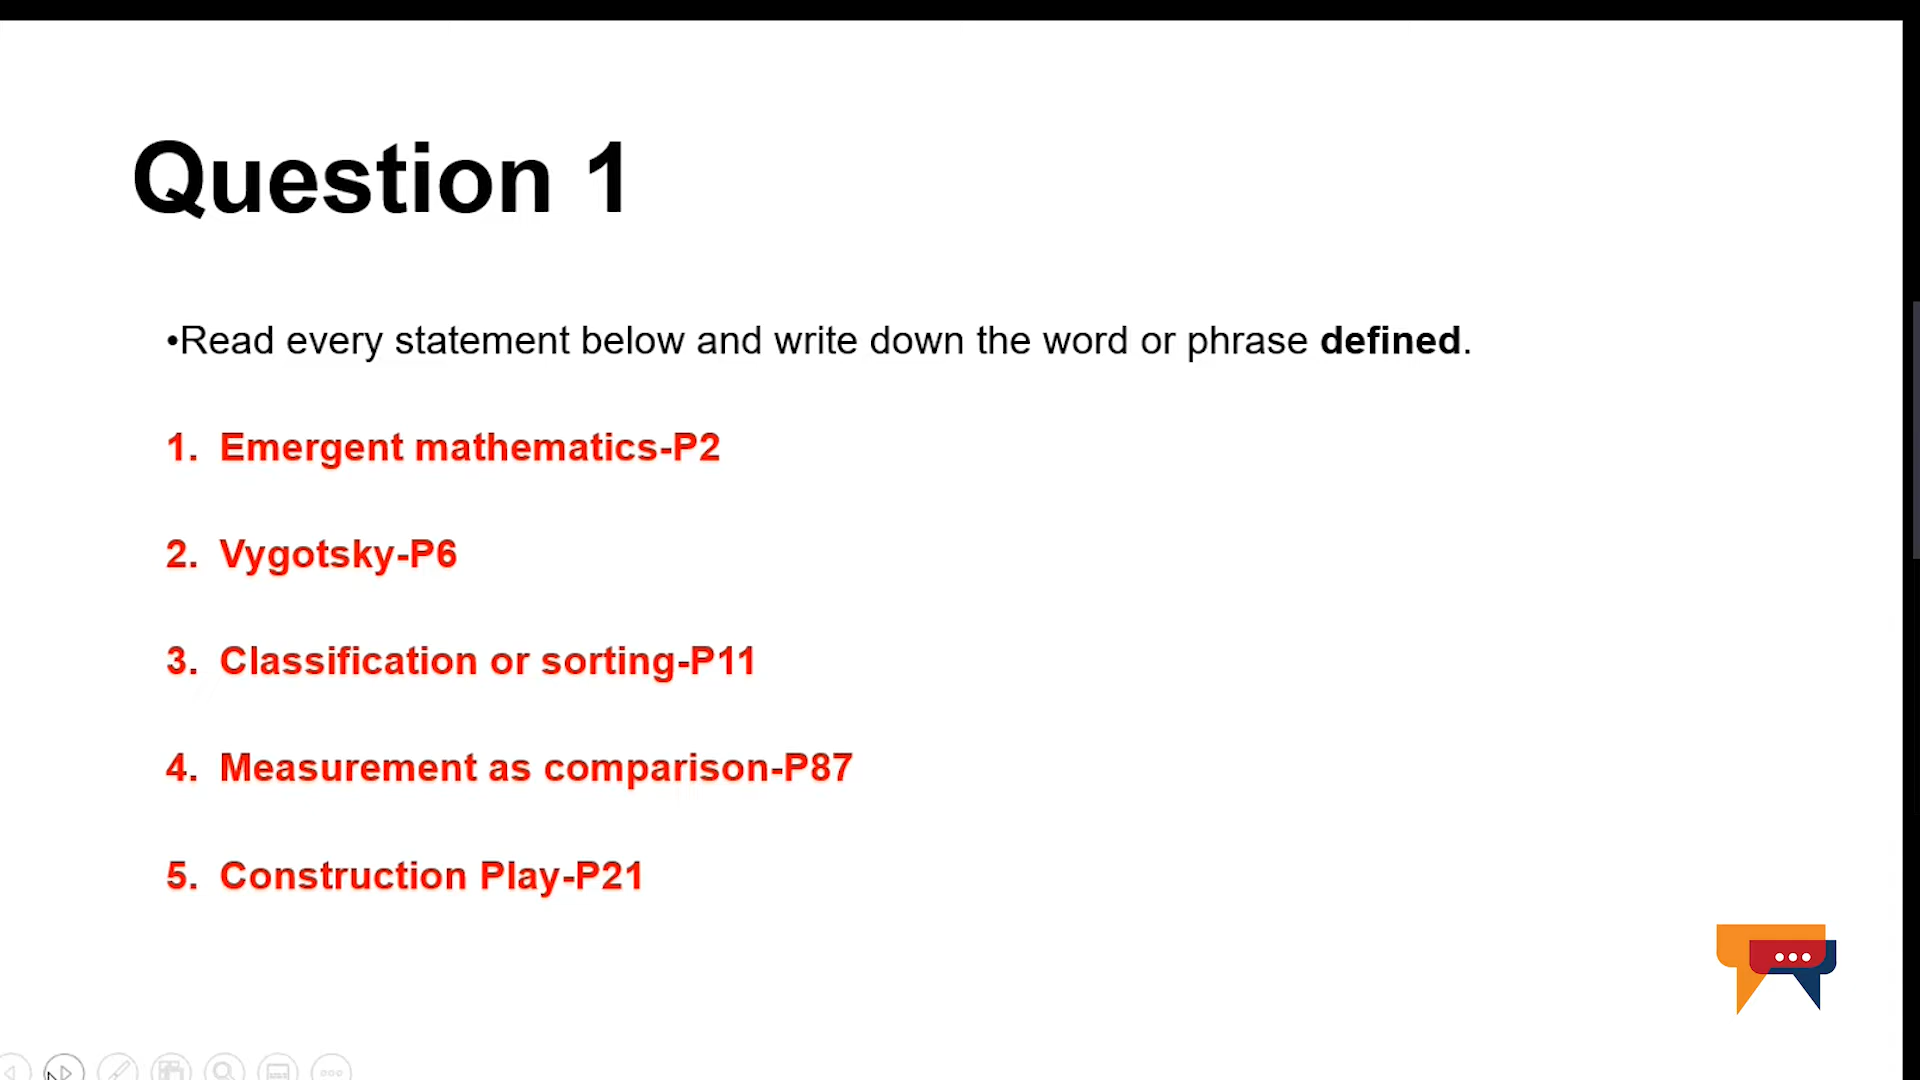 Question 1
•Read every statement below and write down the word or phrase defined.
1. Emergent mathematics-P2
2. Vygotsky-P6
3. Classification or sorting-P11
4. Measurement as comparison-P87
5. Construction Play-P21